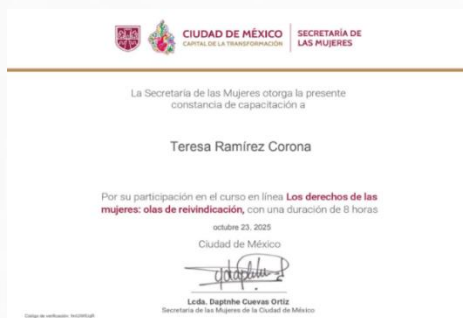 CIUDAD DE MÉXICO
CAPITAL DE LA TRANSFORMACIÓN
SECRETARÍA DE
LAS MUJERES
La Secretaría de las Mujeres otorga la presente
constancia de capacitación a
Teresa Ramírez Corona
Por su participación en el curso en línea Los derechos de las
mujeres: olas de reivindicación, con una duración de 8 horas
octubre 23, 2025
Ciudad de México
Lcda. Daptnhe Cuevas Ortiz
Secretaria de las Mujeres de la Ciudad de México
Código de verificación: